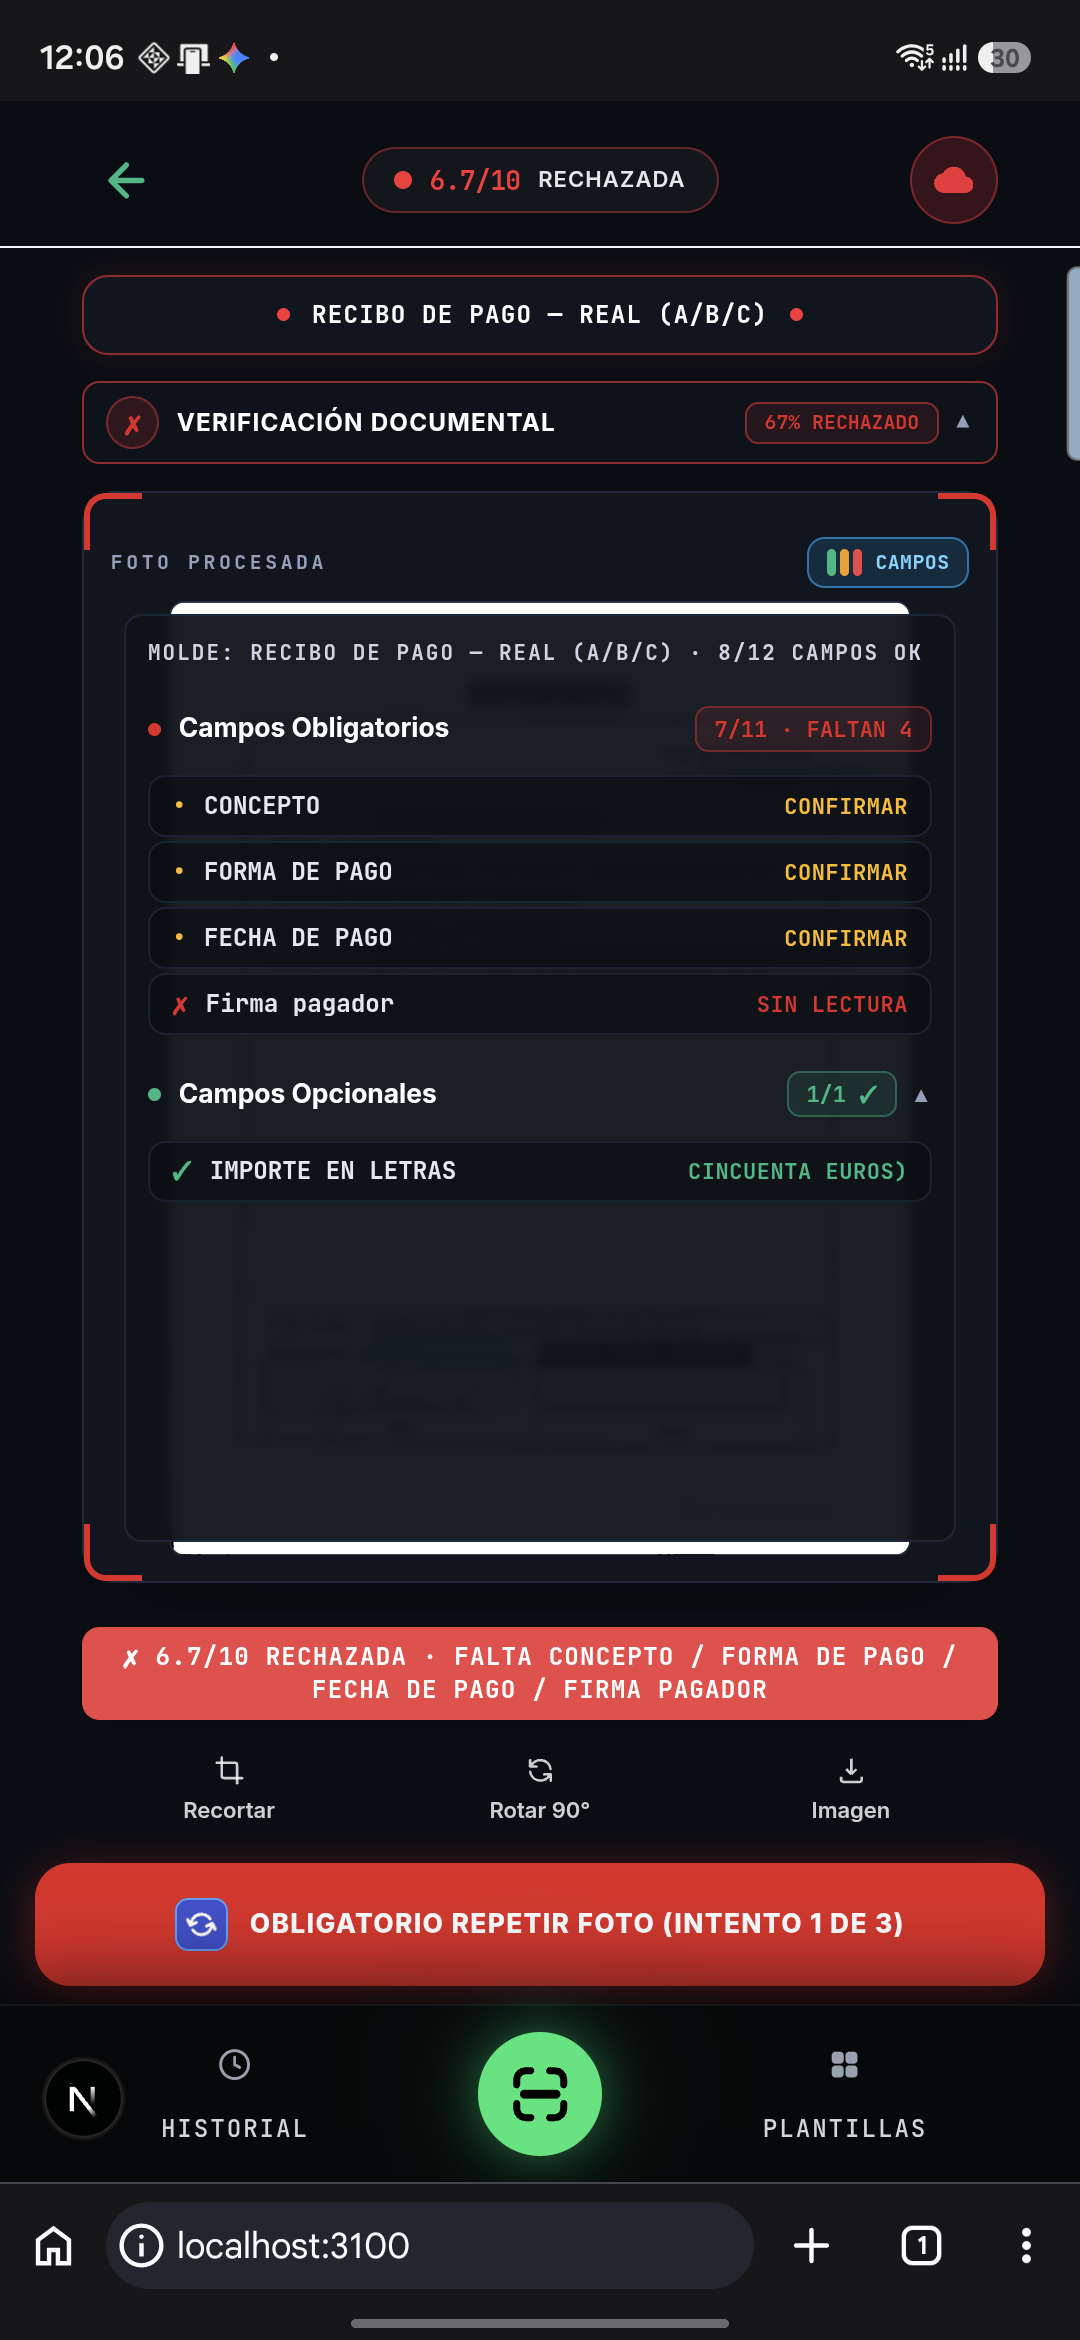 12:06
5
30
6.7/10 RECHAZADA
RECIBO DE PAGO — REAL (A/B/C)
✗ VERIFICACIÓN DOCUMENTAL 67% RECHAZADO ▲
FOTO PROCESADA CAMPOS
MOLDE: RECIBO DE PAGO — REAL (A/B/C) · 8/12 CAMPOS OK
Campos Obligatorios 7/11 · FALTAN 4
• CONCEPTO CONFIRMAR
• FORMA DE PAGO CONFIRMAR
• FECHA DE PAGO CONFIRMAR
✗ Firma pagador SIN LECTURA
Campos Opcionales 1/1 ✓ ▲
✓ IMPORTE EN LETRAS CINCUENTA EUROS)
✗ 6.7/10 RECHAZADA · FALTA CONCEPTO / FORMA DE PAGO /
FECHA DE PAGO / FIRMA PAGADOR
Recortar Rotar 90° Imagen
OBLIGATORIO REPETIR FOTO (INTENTO 1 DE 3)
N
HISTORIAL PLANTILLAS
localhost:3100
1